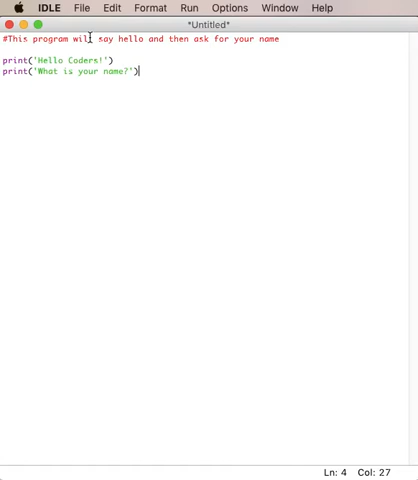 IDLE File Edit Format Run Options Window Help
*Untitled*
#This program will say hello and then ask for your name
print('Hello Coders!')
print('What is your name?')
Ln: 4 Col: 27